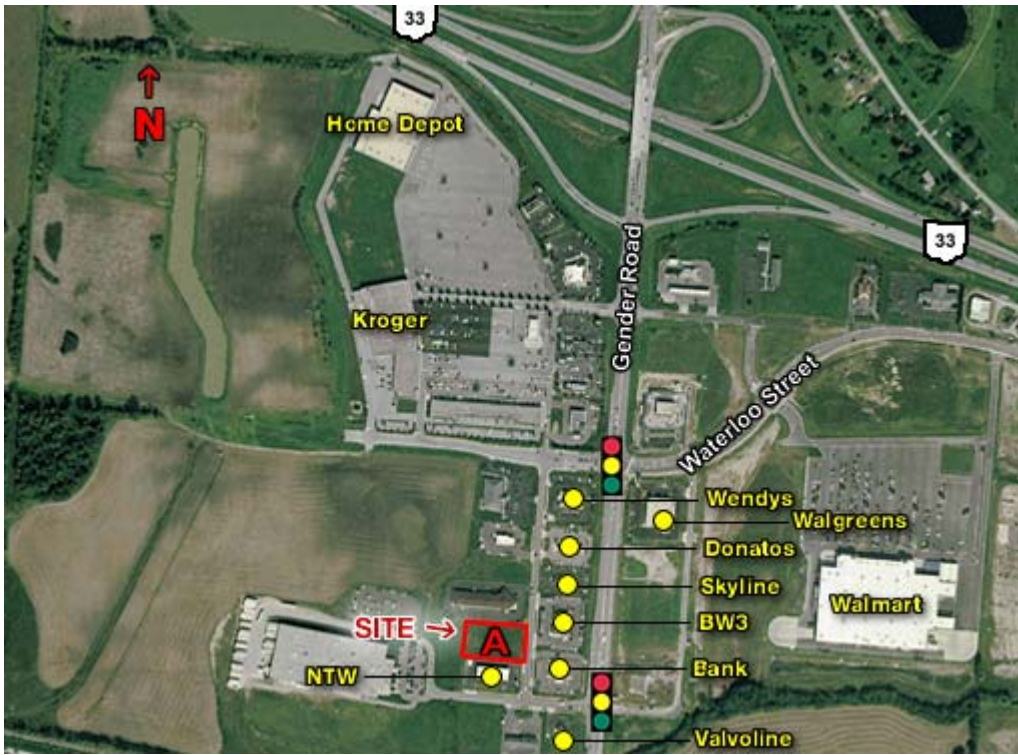 33
N
Home Depot
33
Gender Road
Kroger
Waterloo Street
Wendys
Walgreens
Donatos
Skyline
Walmart
SITE →
A
BW3
NTW
Bank
Valvoline